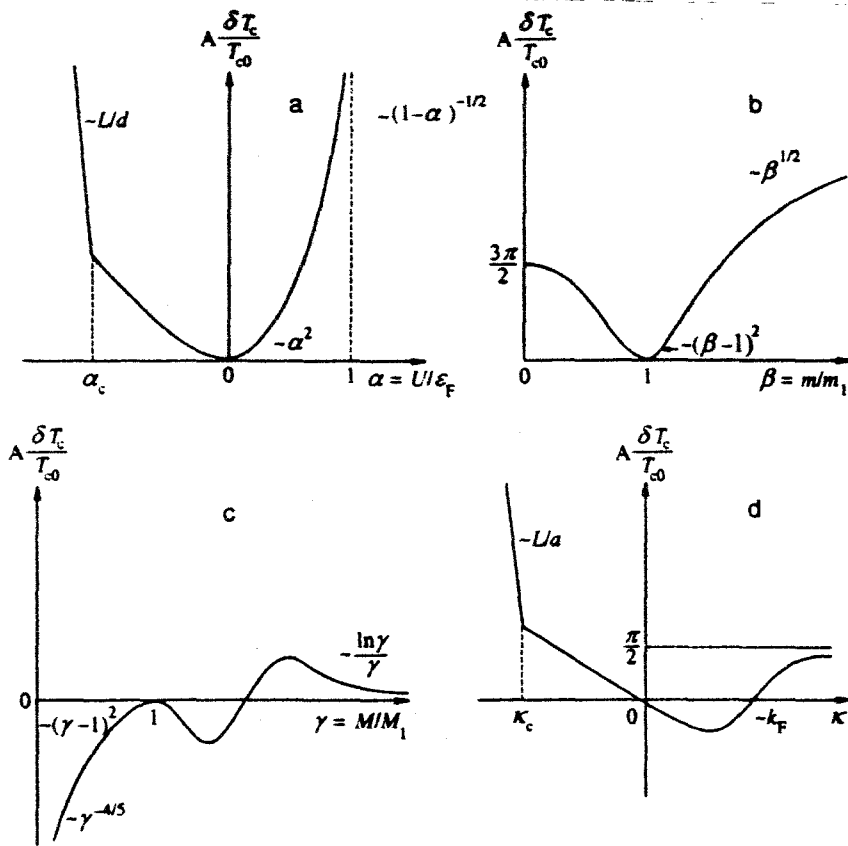 A δT_c/T_c0
a
~L/d
~(1-α)^-1/2
~α^2
α_c
0
1
α = U/ε_F
A δT_c/T_c0
b
~β^1/2
3π/2
~(β-1)^2
0
1
β = m/m_1
A δT_c/T_c0
c
~lnγ/γ
0
~(γ-1)^2
1
γ = M/M_1
~γ^-4/5
A δT_c/T_c0
d
~L/a
π/2
κ_c
0
~k_F
κ